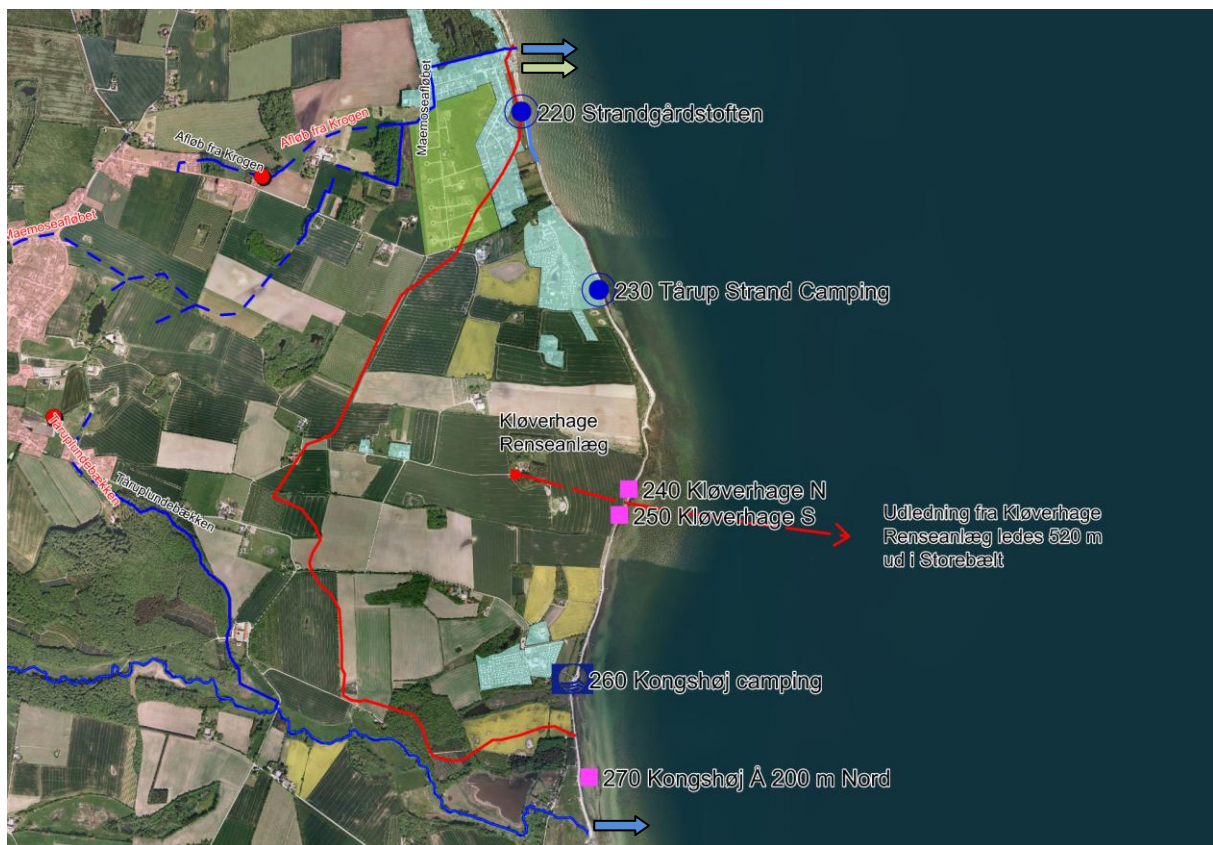 220 Strandgårdstoften
Maemoseafløbet
Afløb fra Krogen
Afløb fra Krogen
Maemoseafløbet
230 Tårup Strand Camping
Kløverhage
Renseanlæg
Tåruplundebækken
Tåruplundebækken
240 Kløverhage N
250 Kløverhage S
Udledning fra Kløverhage
Renseanlæg ledes 520 m
ud i Storebælt
260 Kongshøj camping
270 Kongshøj Å 200 m Nord